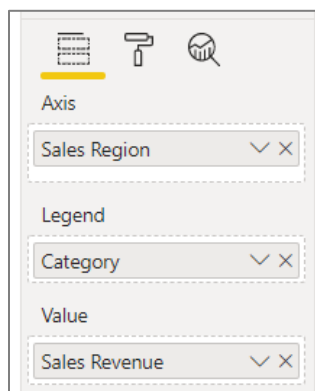 Axis
Sales Region
Legend
Category
Value
Sales Revenue